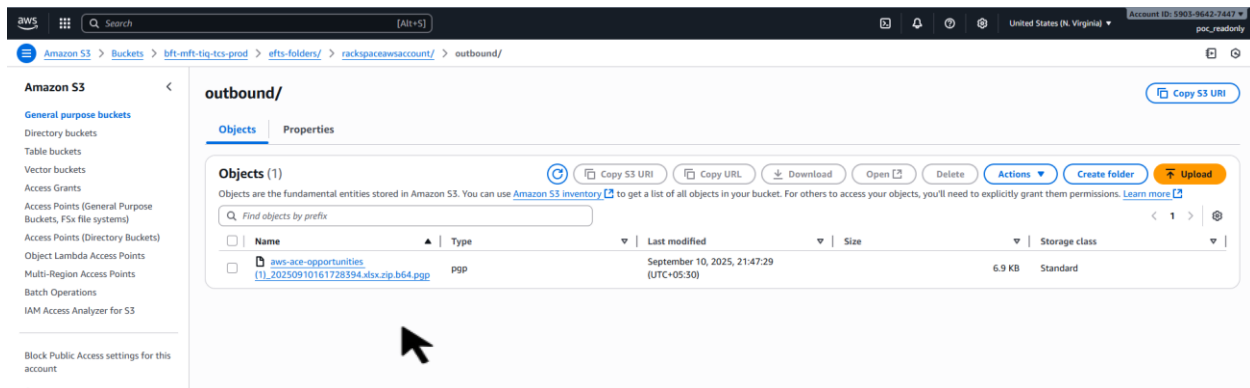 aws
Search
[Alt+S]
United States (N. Virginia) ▼
Account ID: 5903-9642-7447 ▼
poc_readonly
Amazon S3 > Buckets > bft-mft-tiq-tcs-prod > efts-folders/ > rackspaceawsaccount/ > outbound/
Amazon S3
General purpose buckets
Directory buckets
Table buckets
Vector buckets
Access Grants
Access Points (General Purpose
Buckets, FSx file systems)
Access Points (Directory Buckets)
Object Lambda Access Points
Multi-Region Access Points
Batch Operations
IAM Access Analyzer for S3
Block Public Access settings for this
account
outbound/
Copy S3 URI
Objects
Properties
Objects (1)
Copy S3 URI
Copy URL
Download
Open
Delete
Actions ▼
Create folder
Upload
Objects are the fundamental entities stored in Amazon S3. You can use Amazon S3 inventory to get a list of all objects in your bucket. For others to access your objects, you'll need to explicitly grant them permissions. Learn more
Find objects by prefix
< 1 >
Name ▲ | Type ▼ | Last modified ▼ | Size ▼ | Storage class ▼
aws-ace-opportunities
(1)_20250910161728394.xlsx.zip.b64.pgp
pgp
September 10, 2025, 21:47:29
(UTC+05:30)
6.9 KB
Standard